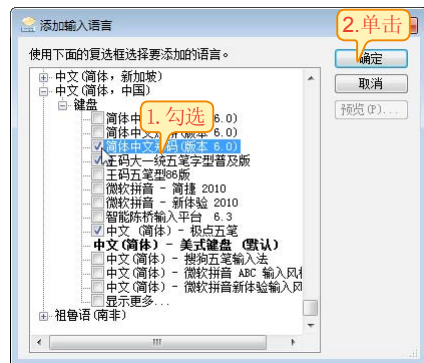 添加输入语言
2.单击
使用下面的复选框选择要添加的语言。
确定
取消
预览(P)...
中文(简体，新加坡)
中文(简体，中国)
键盘
1.勾选
简体中文
6.0)
简体中文
6.0)
简体中文郑码(版本 6.0)
王码大一统五笔字型普及版
王码五笔型86版
微软拼音 - 简捷 2010
微软拼音 - 新体验 2010
智能陈桥输入平台 6.3
中文 (简体) - 极点五笔
中文(简体) - 美式键盘 (默认)
中文(简体) - 搜狗五笔输入法
中文(简体) - 微软拼音 ABC 输入风
中文(简体) - 微软拼音新体验输入风
显示更多...
祖鲁语(南非)